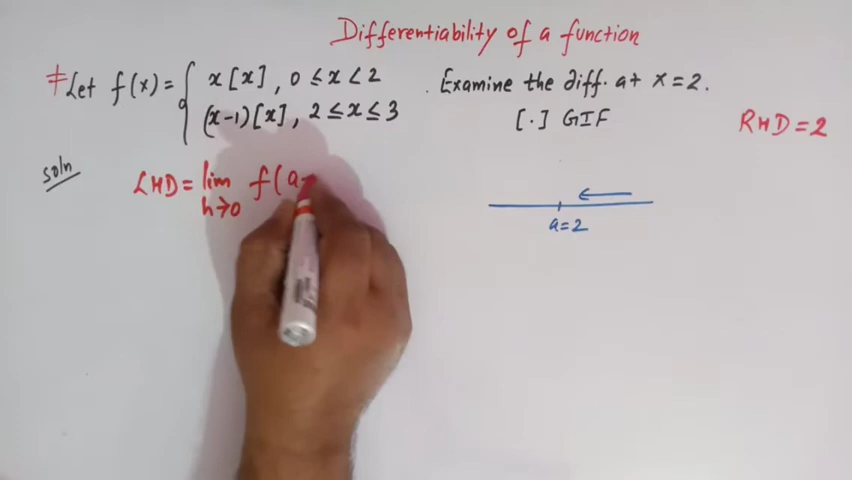 Differentiability of a function
≠ Let f(x) = { x[x], 0 ≤ x < 2 . Examine the diff. at x = 2.
(x-1)[x], 2 ≤ x ≤ 3 [·] GIF
RHD = 2
Soln
LHD = lim f(a-
h→0
a=2